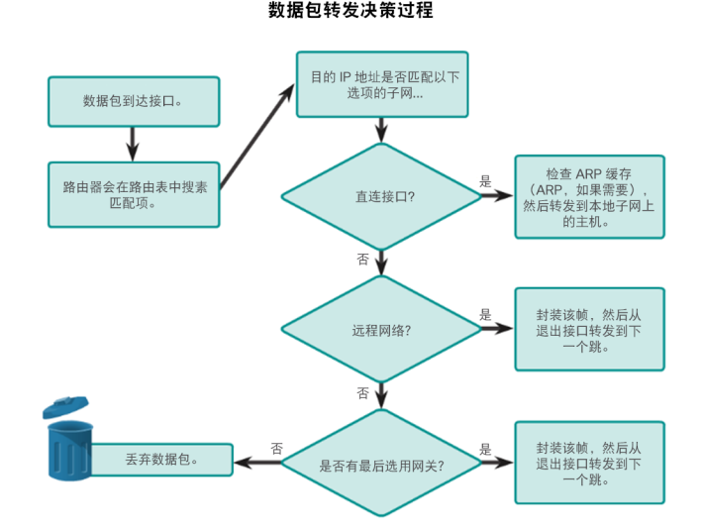 数据包转发决策过程
数据包到达接口。
路由器会在路由表中搜素
匹配项。
目的 IP 地址是否匹配以下
选项的子网...
直连接口?
是
检查 ARP 缓存
（ARP，如果需要），
然后转发到本地子网上
的主机。
否
远程网络?
是
封装该帧，然后从
退出接口转发到下
一个跳。
否
是否有最后选用网关?
是
封装该帧，然后从
退出接口转发到下
一个跳。
否
丢弃数据包。